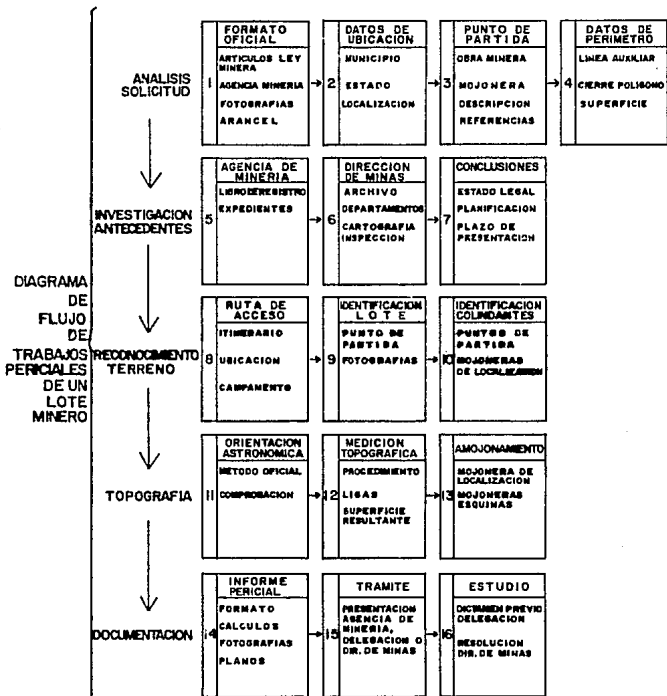 DIAGRAMA
DE
FLUJO
DE
TRABAJOS
PERICIALES
DE UN
LOTE
MINERO
ANALISIS
SOLICITUD
1
FORMATO
OFICIAL
ARTICULOS LEY
MINERA
AGENCIA MINERIA
FOTOGRAFIAS
ARANCEL
2
DATOS DE
UBICACION
MUNICIPIO
ESTADO
LOCALIZACION
3
PUNTO DE
PARTIDA
OBRA MINERA
MOJONERA
DESCRIPCION
REFERENCIAS
4
DATOS DE
PERIMETRO
LINEA AUXILIAR
CIERRE POLIGONO
SUPERFICIE
INVESTIGACION
ANTECEDENTES
5
AGENCIA DE
MINERIA
LIBRO DE REGISTRO
EXPEDIENTES
6
DIRECCION
DE MINAS
ARCHIVO
DEPARTAMENTOS
CARTOGRAFIA
INSPECCION
7
CONCLUSIONES
ESTADO LEGAL
PLANIFICACION
PLAZO DE
PRESENTACION
RECONOCIMIENTO
TERRENO
8
RUTA DE
ACCESO
ITINERARIO
UBICACION
CAMPAMENTO
9
IDENTIFICACION
LOTE
PUNTO DE
PARTIDA
FOTOGRAFIAS
10
IDENTIFICACION
COLINDANTES
PUNTOS DE
PARTIDA
MOJONERAS
DE LOCALIZACION
TOPOGRAFIA
11
ORIENTACION
ASTRONOMICA
METODO OFICIAL
COMPROBACION
12
MEDICION
TOPOGRAFICA
PROCEDIMIENTO
LIGAS
SUPERFICIE
RESULTANTE
13
AMOJONAMIENTO
MOJONERA DE
LOCALIZACION
MOJONERAS
ESQUINAS
DOCUMENTACION
14
INFORME
PERICIAL
FORMATO
CALCULOS
FOTOGRAFIAS
PLANOS
15
TRAMITE
PRESENTACION
AGENCIA DE
MINERIA,
DELEGACION O
DIR. DE MINAS
16
ESTUDIO
DICTAMEN PREVIO
DELEGACION
RESOLUCION
DIR. DE MINAS